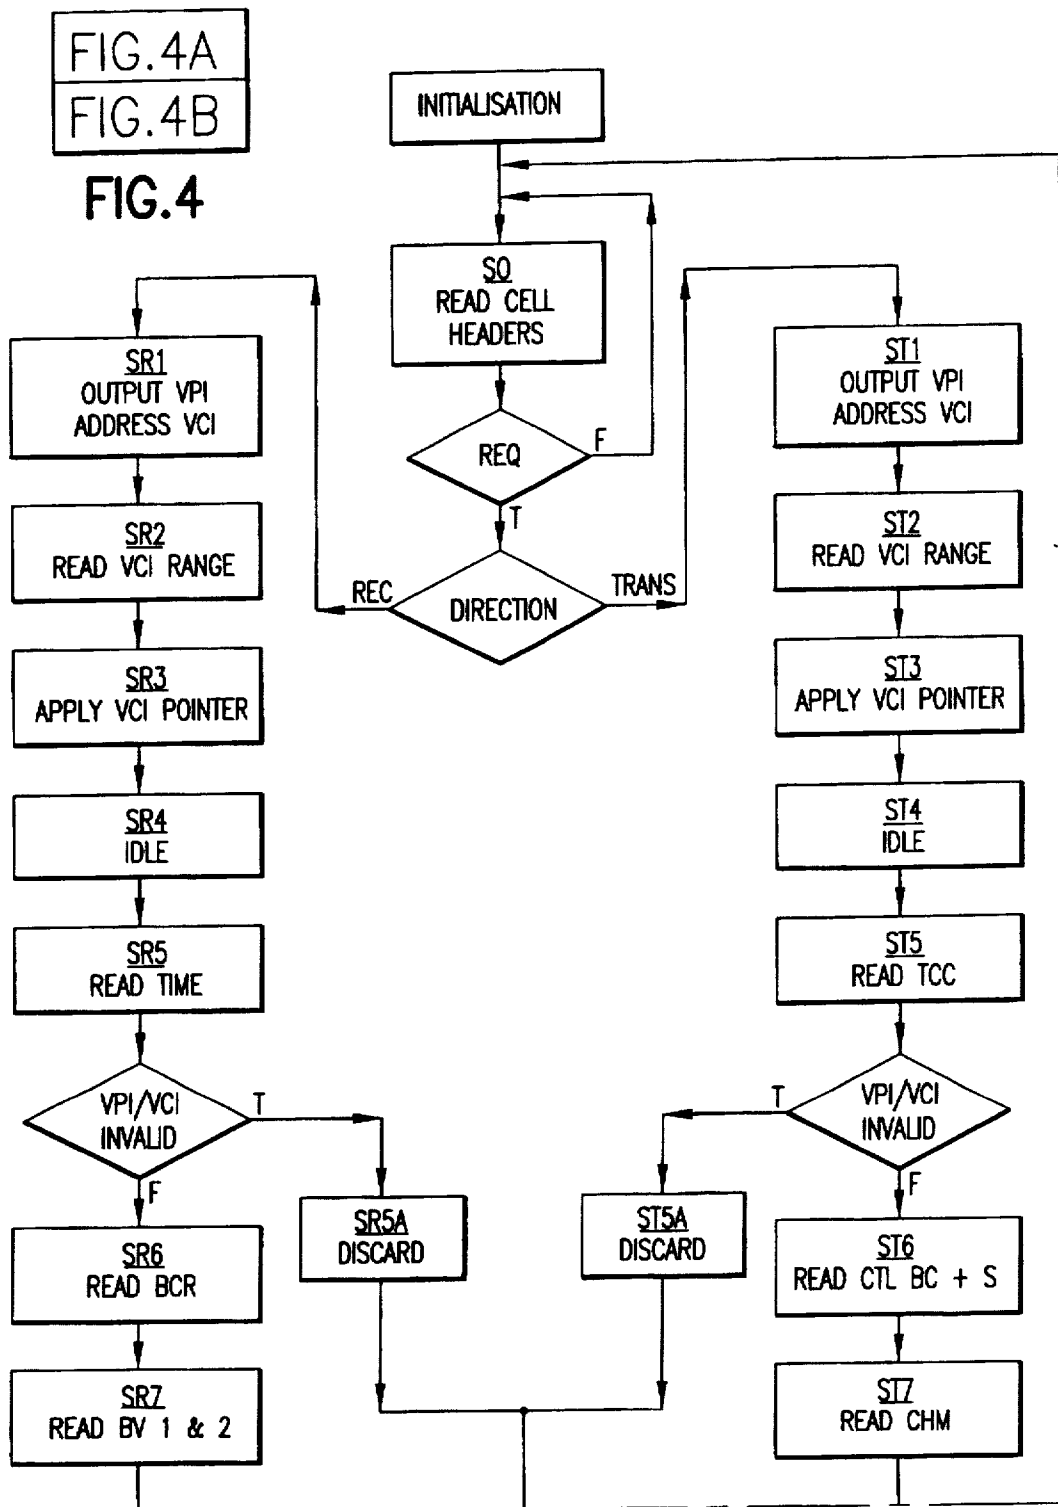 FIG.4A
FIG.4B
FIG.4
INITIALISATION
S0
READ CELL
HEADERS
REQ
F
T
DIRECTION
REC
TRANS
SR1
OUTPUT VPI
ADDRESS VCI
SR2
READ VCI RANGE
SR3
APPLY VCI POINTER
SR4
IDLE
SR5
READ TIME
VPI/VCI
INVALID
T
F
SR5A
DISCARD
SR6
READ BCR
SR7
READ BV 1 & 2
ST1
OUTPUT VPI
ADDRESS VCI
ST2
READ VCI RANGE
ST3
APPLY VCI POINTER
ST4
IDLE
ST5
READ TCC
VPI/VCI
INVALID
T
F
ST5A
DISCARD
ST6
READ CTL BC + S
ST7
READ CHM